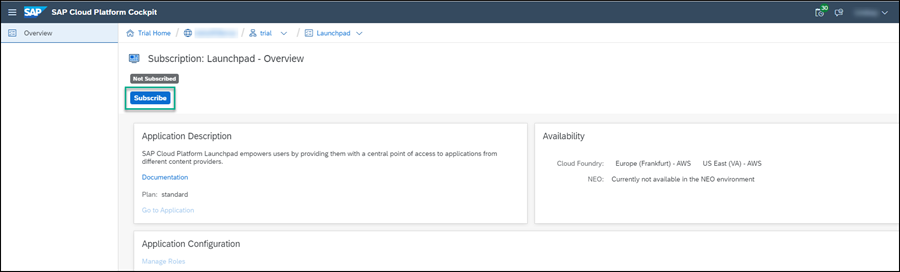 SAP SAP Cloud Platform Cockpit 30
Overview
Trial Home / / trial / Launchpad
Subscription: Launchpad - Overview
Not Subscribed
Subscribe
Application Description
SAP Cloud Platform Launchpad empowers users by providing them with a central point of access to applications from
different content providers.
Documentation
Plan: standard
Go to Application
Availability
Cloud Foundry: Europe (Frankfurt) - AWS US East (VA) - AWS
NEO: Currently not available in the NEO environment
Application Configuration
Manage Roles